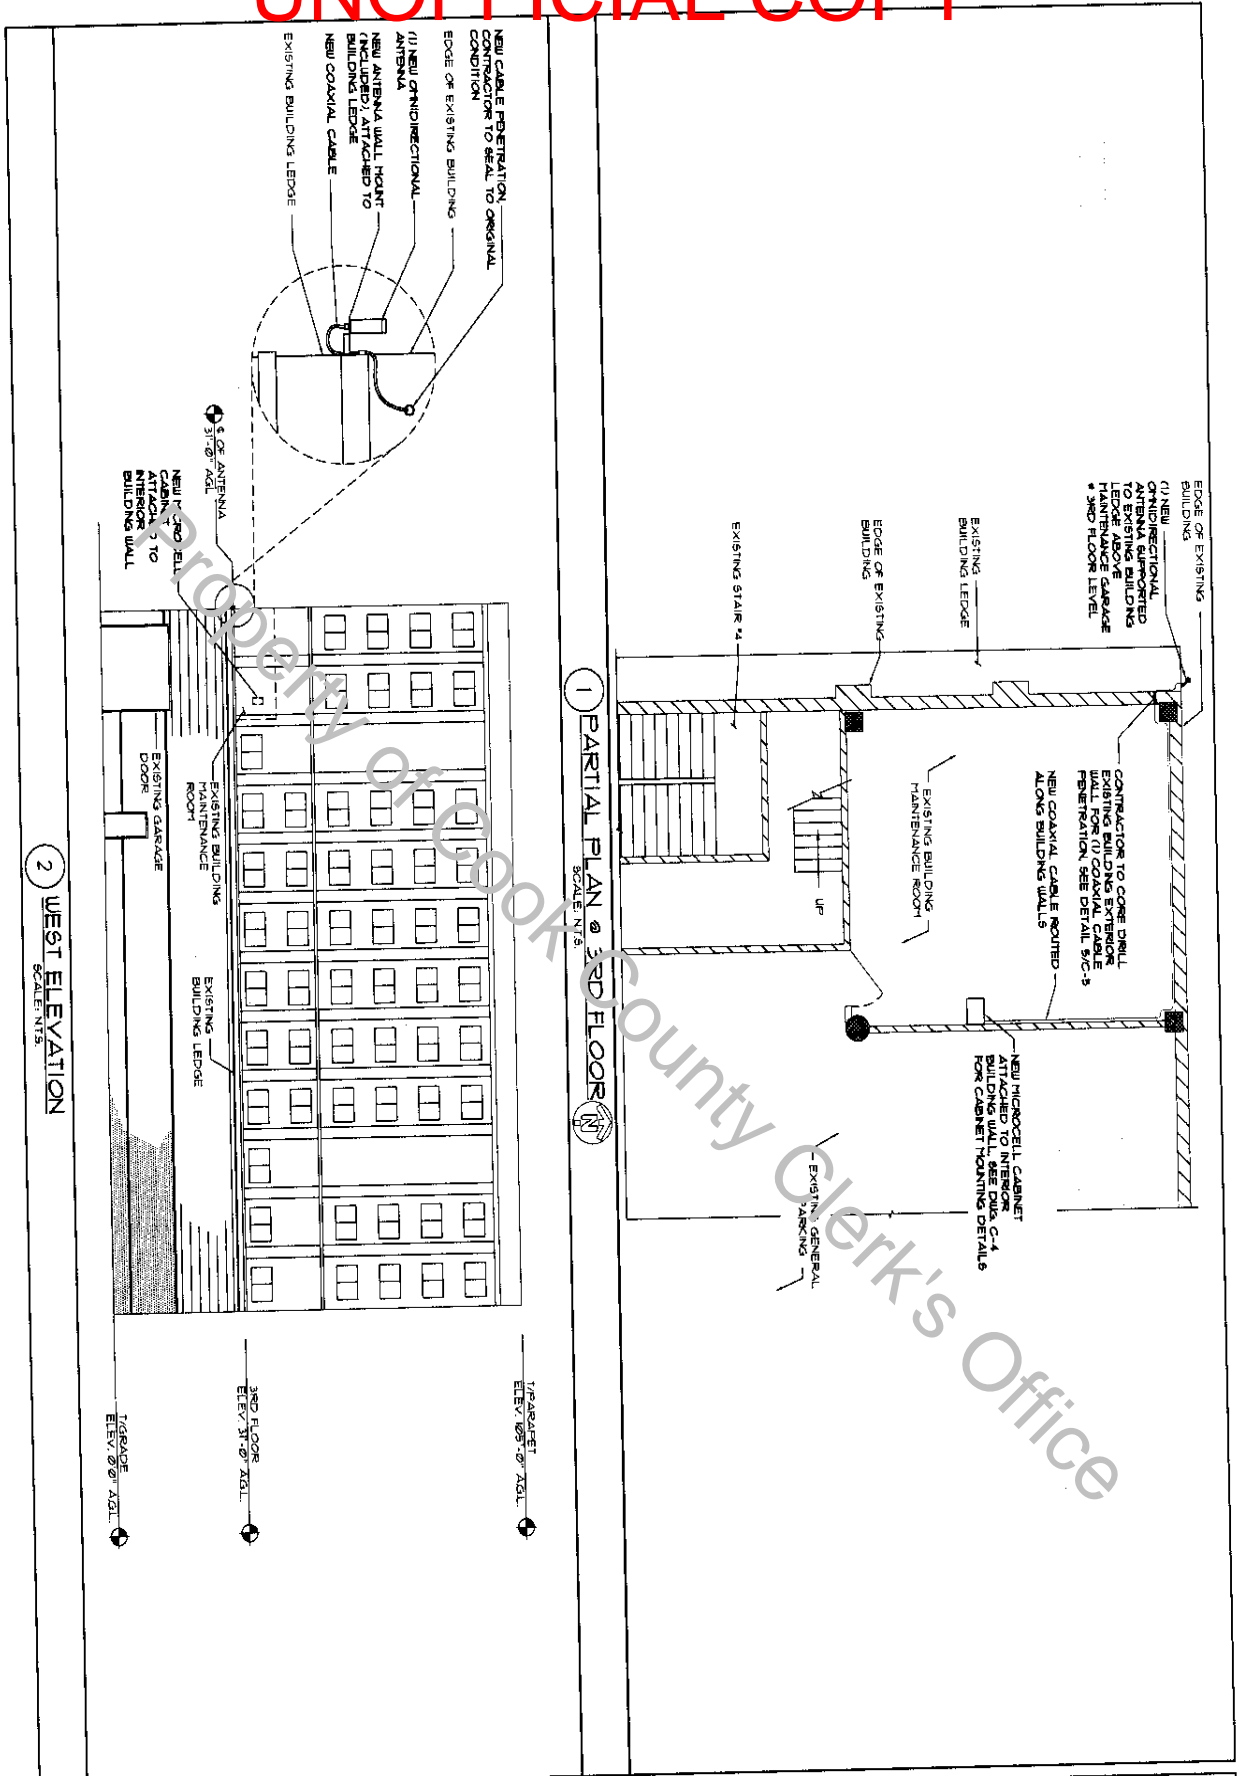 UNOFFICIAL COPY
EDGE OF EXISTING
BUILDING
(1) NEW
OMNIDIRECTIONAL
ANTENNA SUPPORTED
TO EXISTING BUILDING
LEDGE ABOVE
MAINTENANCE GARAGE
@ 3RD FLOOR LEVEL
EXISTING
BUILDING LEDGE
EDGE OF EXISTING
BUILDING
EXISTING STAIR #4
CONTRACTOR TO CORE DRILL
EXISTING BUILDING EXTERIOR
WALL FOR (1) COAXIAL CABLE
PENETRATION, SEE DETAIL 5/C-5
NEW COAXIAL CABLE ROUTED
ALONG BUILDING WALLS
EXISTING BUILDING
MAINTENANCE ROOM
UP
NEW MICROCELL CABINET
ATTACHED TO INTERIOR
BUILDING WALL, SEE DWG. C-4
FOR CABINET MOUNTING DETAILS
EXISTING GENERAL
PARKING
1
PARTIAL PLAN @ 3RD FLOOR
SCALE: N.T.S.
N
NEW CABLE PENETRATION,
CONTRACTOR TO SEAL TO ORIGINAL
CONDITION
EDGE OF EXISTING BUILDING
(1) NEW OMNIDIRECTIONAL
ANTENNA
NEW ANTENNA WALL MOUNT
(INCLUDED), ATTACHED TO
BUILDING LEDGE
NEW COAXIAL CABLE
EXISTING BUILDING LEDGE
℄ OF ANTENNA
31'-0" AGL
NEW MICROCELL
CABINET
ATTACHED TO
INTERIOR
BUILDING WALL
EXISTING BUILDING
MAINTENANCE
ROOM
EXISTING GARAGE
DOOR
EXISTING
BUILDING LEDGE
T/PARAPET
ELEV. 105'-0" A.G.L.
3RD FLOOR
ELEV. 31'-0" A.G.L.
T/GRADE
ELEV. 0'0" A.G.L.
2
WEST ELEVATION
SCALE: N.T.S.
Property of Cook County Clerk's Office